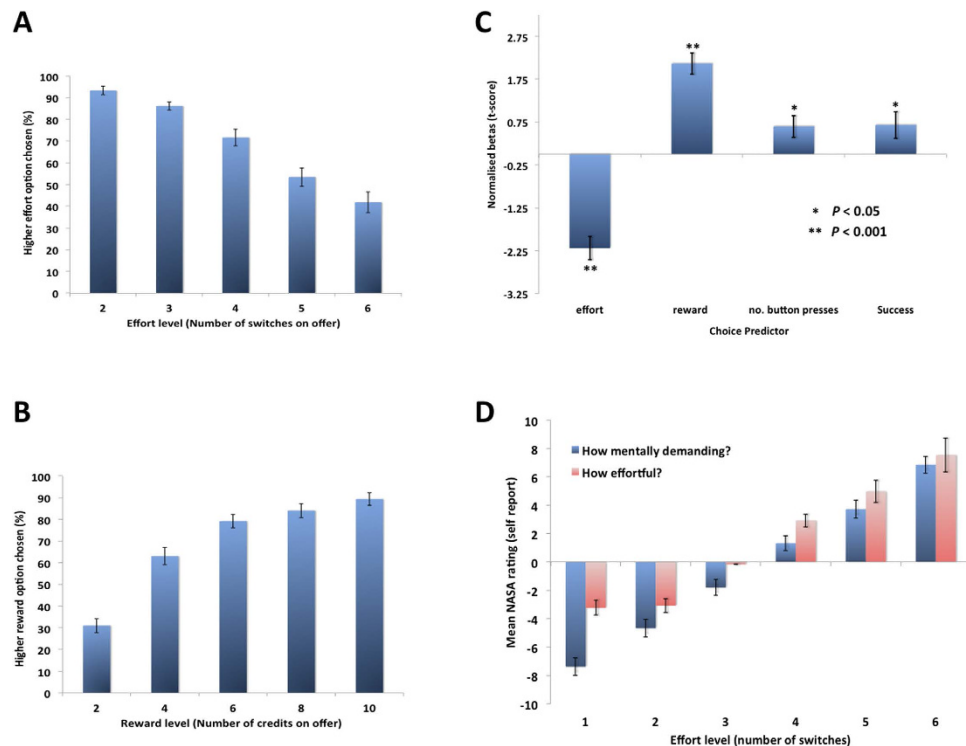 A
Higher effort option chosen (%)
100
90
80
70
60
50
40
30
20
10
0
2 3 4 5 6
Effort level (Number of switches on offer)
B
Higher reward option chosen (%)
100
90
80
70
60
50
40
30
20
10
0
2 4 6 8 10
Reward level (Number of credits on offer)
C
Normalised betas (t-score)
2.75
1.75
0.75
-0.25
-1.25
-2.25
-3.25
**
**
*
*
* P < 0.05
** P < 0.001
effort reward no. button presses Success
Choice Predictor
D
Mean NASA rating (self report)
10
8
6
4
2
0
-2
-4
-6
-8
-10
How mentally demanding?
How effortful?
1 2 3 4 5 6
Effort level (number of switches)